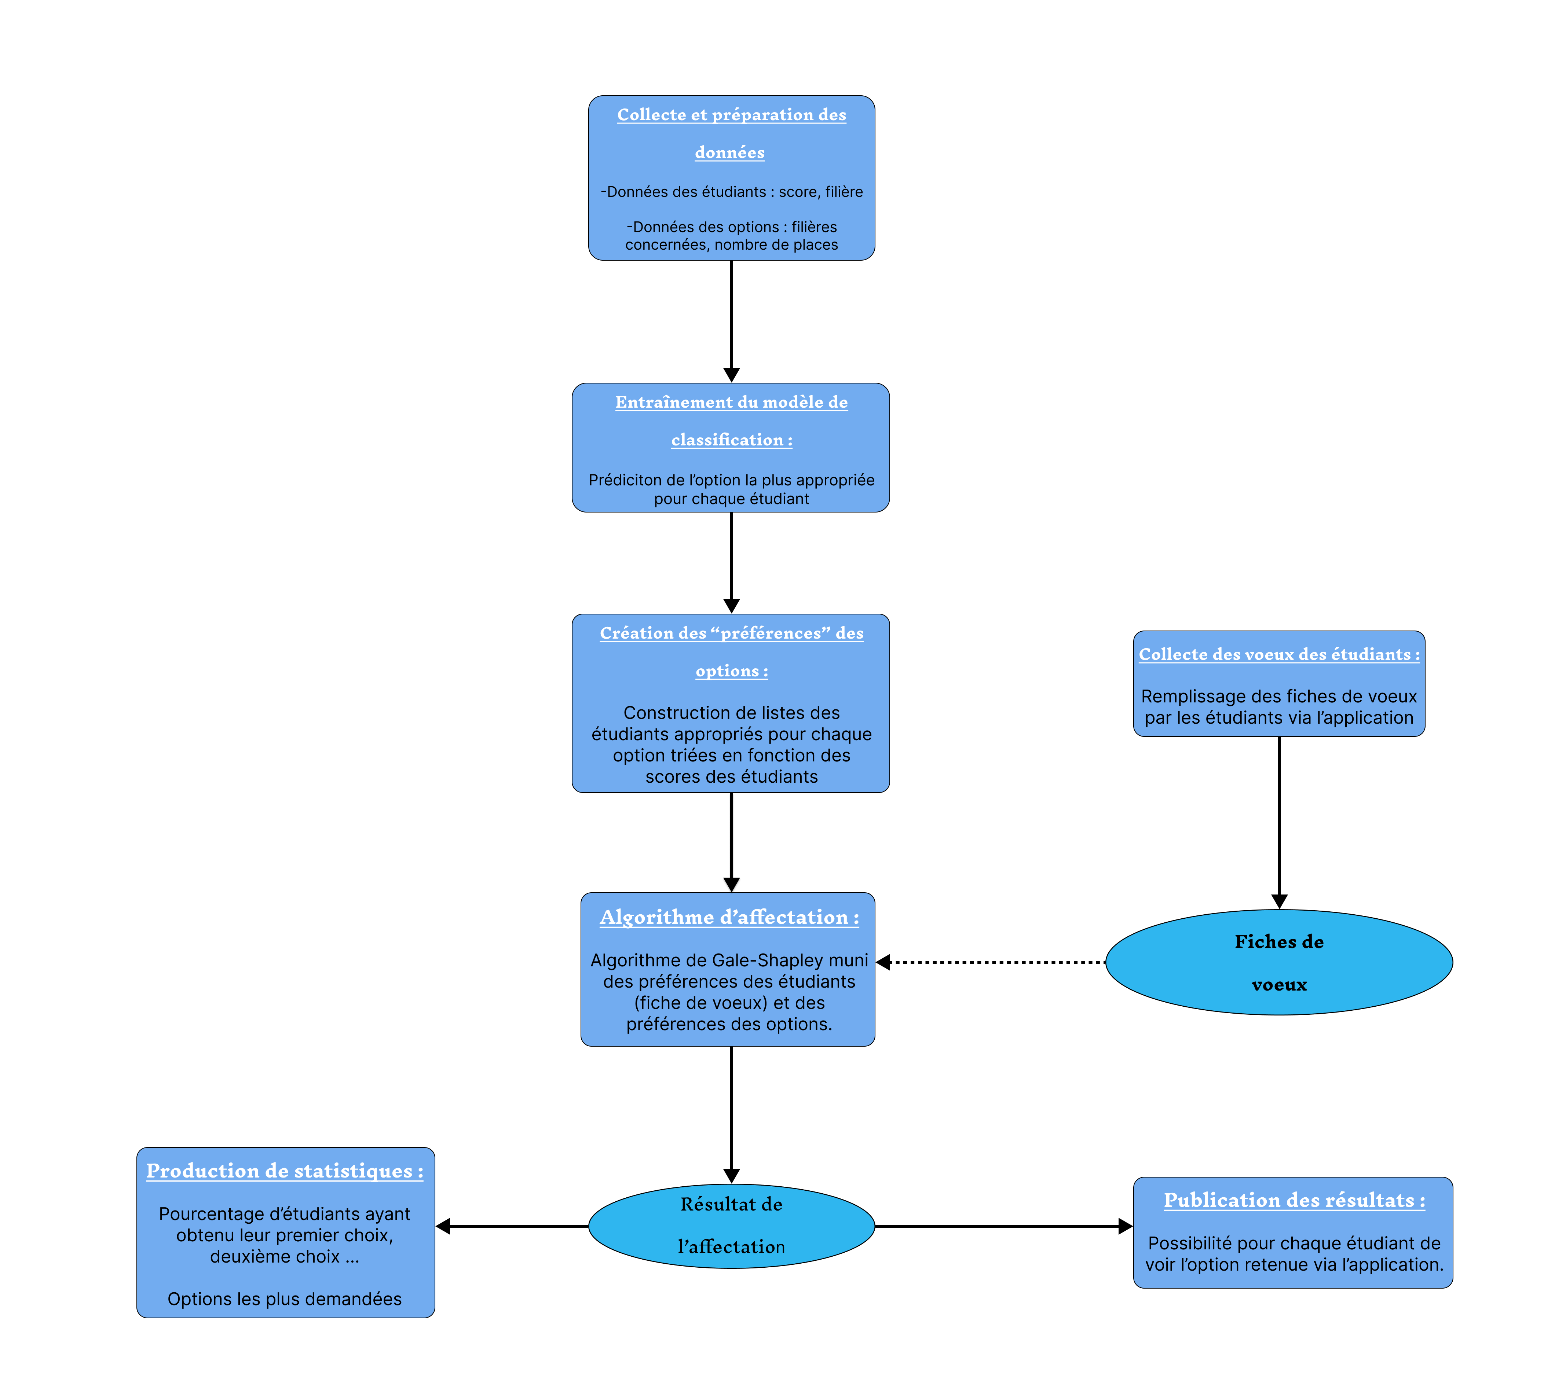 Collecte et préparation des
données
-Données des étudiants : score, filière
-Données des options : filières
concernées, nombre de places
Entraînement du modèle de
classification :
Prédiciton de l'option la plus appropriée
pour chaque étudiant
Création des “préférences” des
options :
Construction de listes des
étudiants appropriés pour chaque
option triées en fonction des
scores des étudiants
Collecte des voeux des étudiants :
Remplissage des fiches de voeux
par les étudiants via l'application
Algorithme d'affectation :
Algorithme de Gale-Shapley muni
des préférences des étudiants
(fiche de voeux) et des
préférences des options.
Fiches de
voeux
Production de statistiques :
Pourcentage d'étudiants ayant
obtenu leur premier choix,
deuxième choix ...
Options les plus demandées
Résultat de
l'affectation
Publication des résultats :
Possibilité pour chaque étudiant de
voir l'option retenue via l'application.